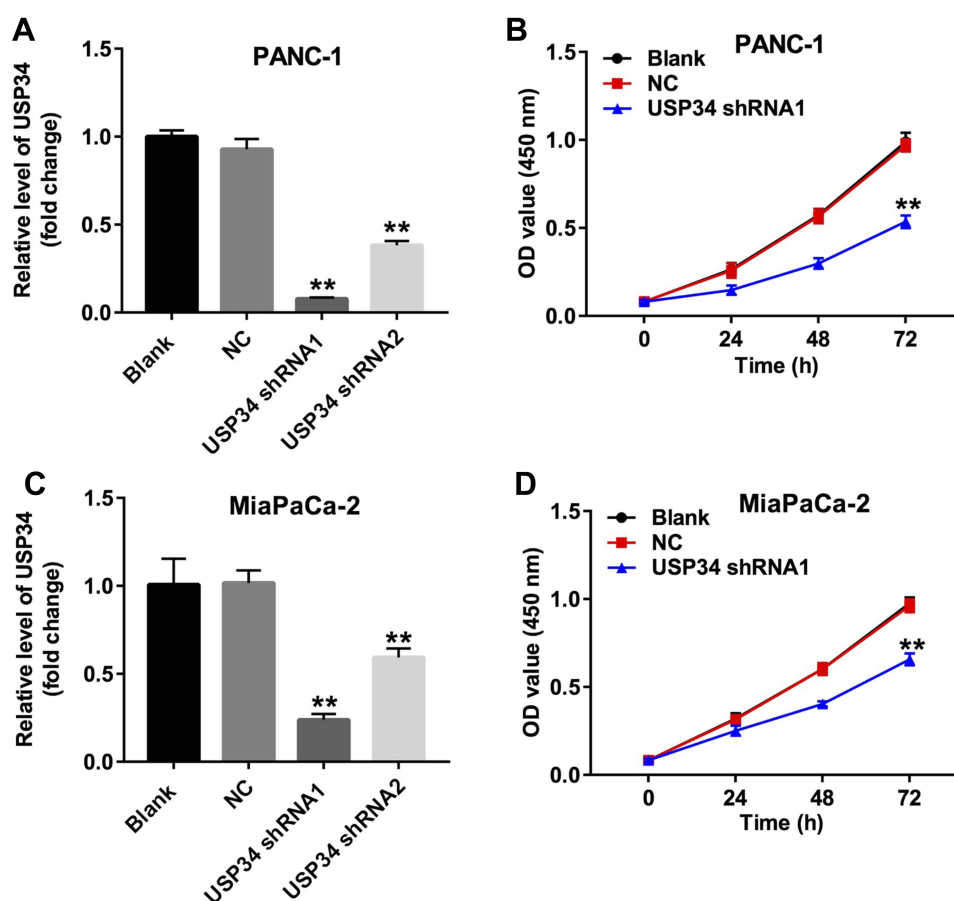 A
PANC-1
Relative level of USP34
(fold change)
1.5
1.0
0.5
0.0
**
**
Blank
NC
USP34 shRNA1
USP34 shRNA2
B
PANC-1
Blank
NC
USP34 shRNA1
OD value (450 nm)
1.5
1.0
0.5
0.0
**
0
24
48
72
Time (h)
C
MiaPaCa-2
Relative level of USP34
(fold change)
1.5
1.0
0.5
0.0
**
**
Blank
NC
USP34 shRNA1
USP34 shRNA2
D
MiaPaCa-2
Blank
NC
USP34 shRNA1
OD value (450 nm)
1.5
1.0
0.5
0.0
**
0
24
48
72
Time (h)